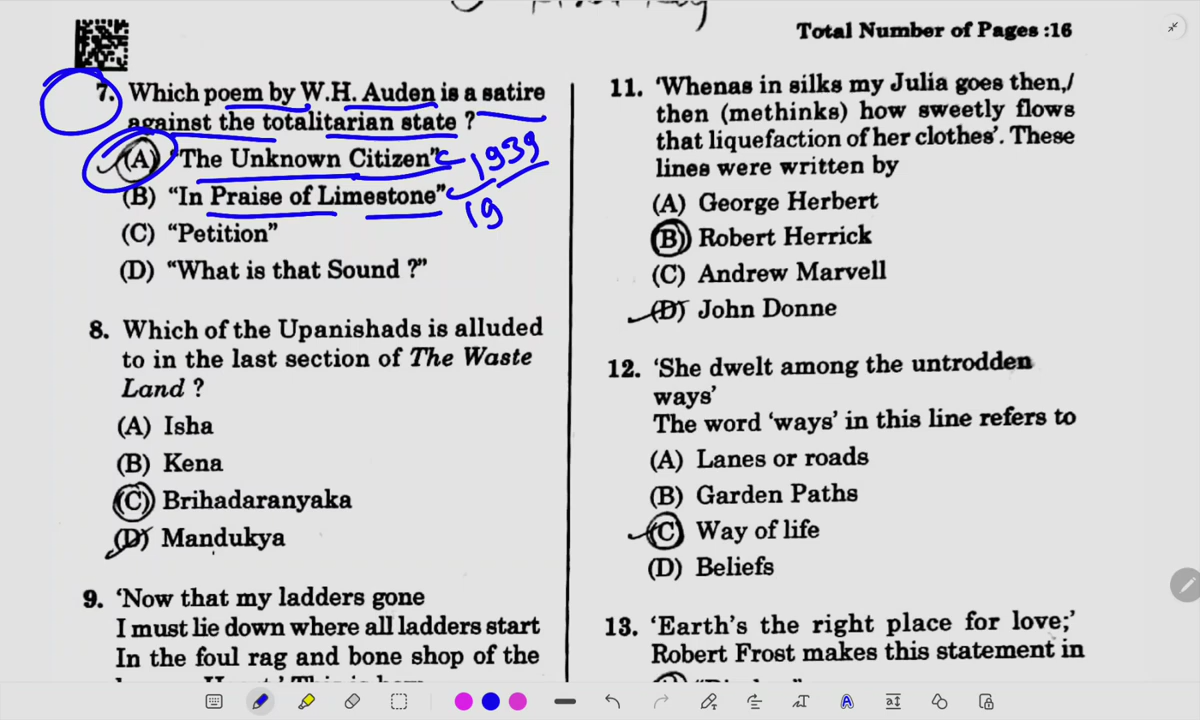 Total Number of Pages :16
7. Which poem by W.H. Auden is a satire
against the totalitarian state ?
(A) "The Unknown Citizen" 1939
(B) "In Praise of Limestone" 19
(C) "Petition"
(D) "What is that Sound ?"
8. Which of the Upanishads is alluded
to in the last section of The Waste
Land ?
(A) Isha
(B) Kena
(C) Brihadaranyaka
(D) Mandukya
9. 'Now that my ladders gone
I must lie down where all ladders start
In the foul rag and bone shop of the
11. 'Whenas in silks my Julia goes then,/
then (methinks) how sweetly flows
that liquefaction of her clothes'. These
lines were written by
(A) George Herbert
(B) Robert Herrick
(C) Andrew Marvell
(D) John Donne
12. 'She dwelt among the untrodden
ways'
The word 'ways' in this line refers to
(A) Lanes or roads
(B) Garden Paths
(C) Way of life
(D) Beliefs
13. 'Earth's the right place for love;'
Robert Frost makes this statement in